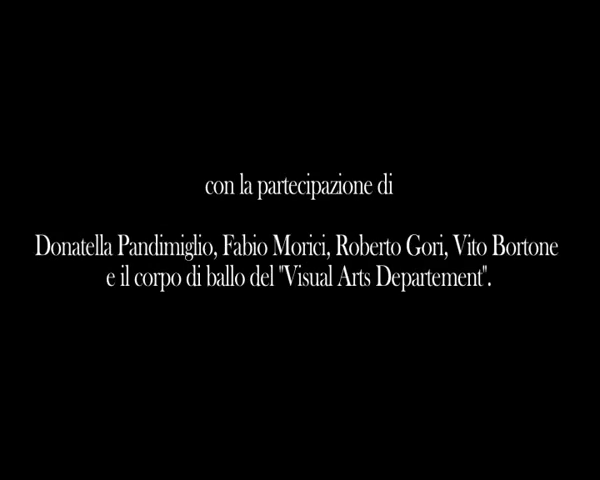 con la partecipazione di
Donatella Pandimiglio, Fabio Morici, Roberto Gori, Vito Bortone
e il corpo di ballo del "Visual Arts Departement".